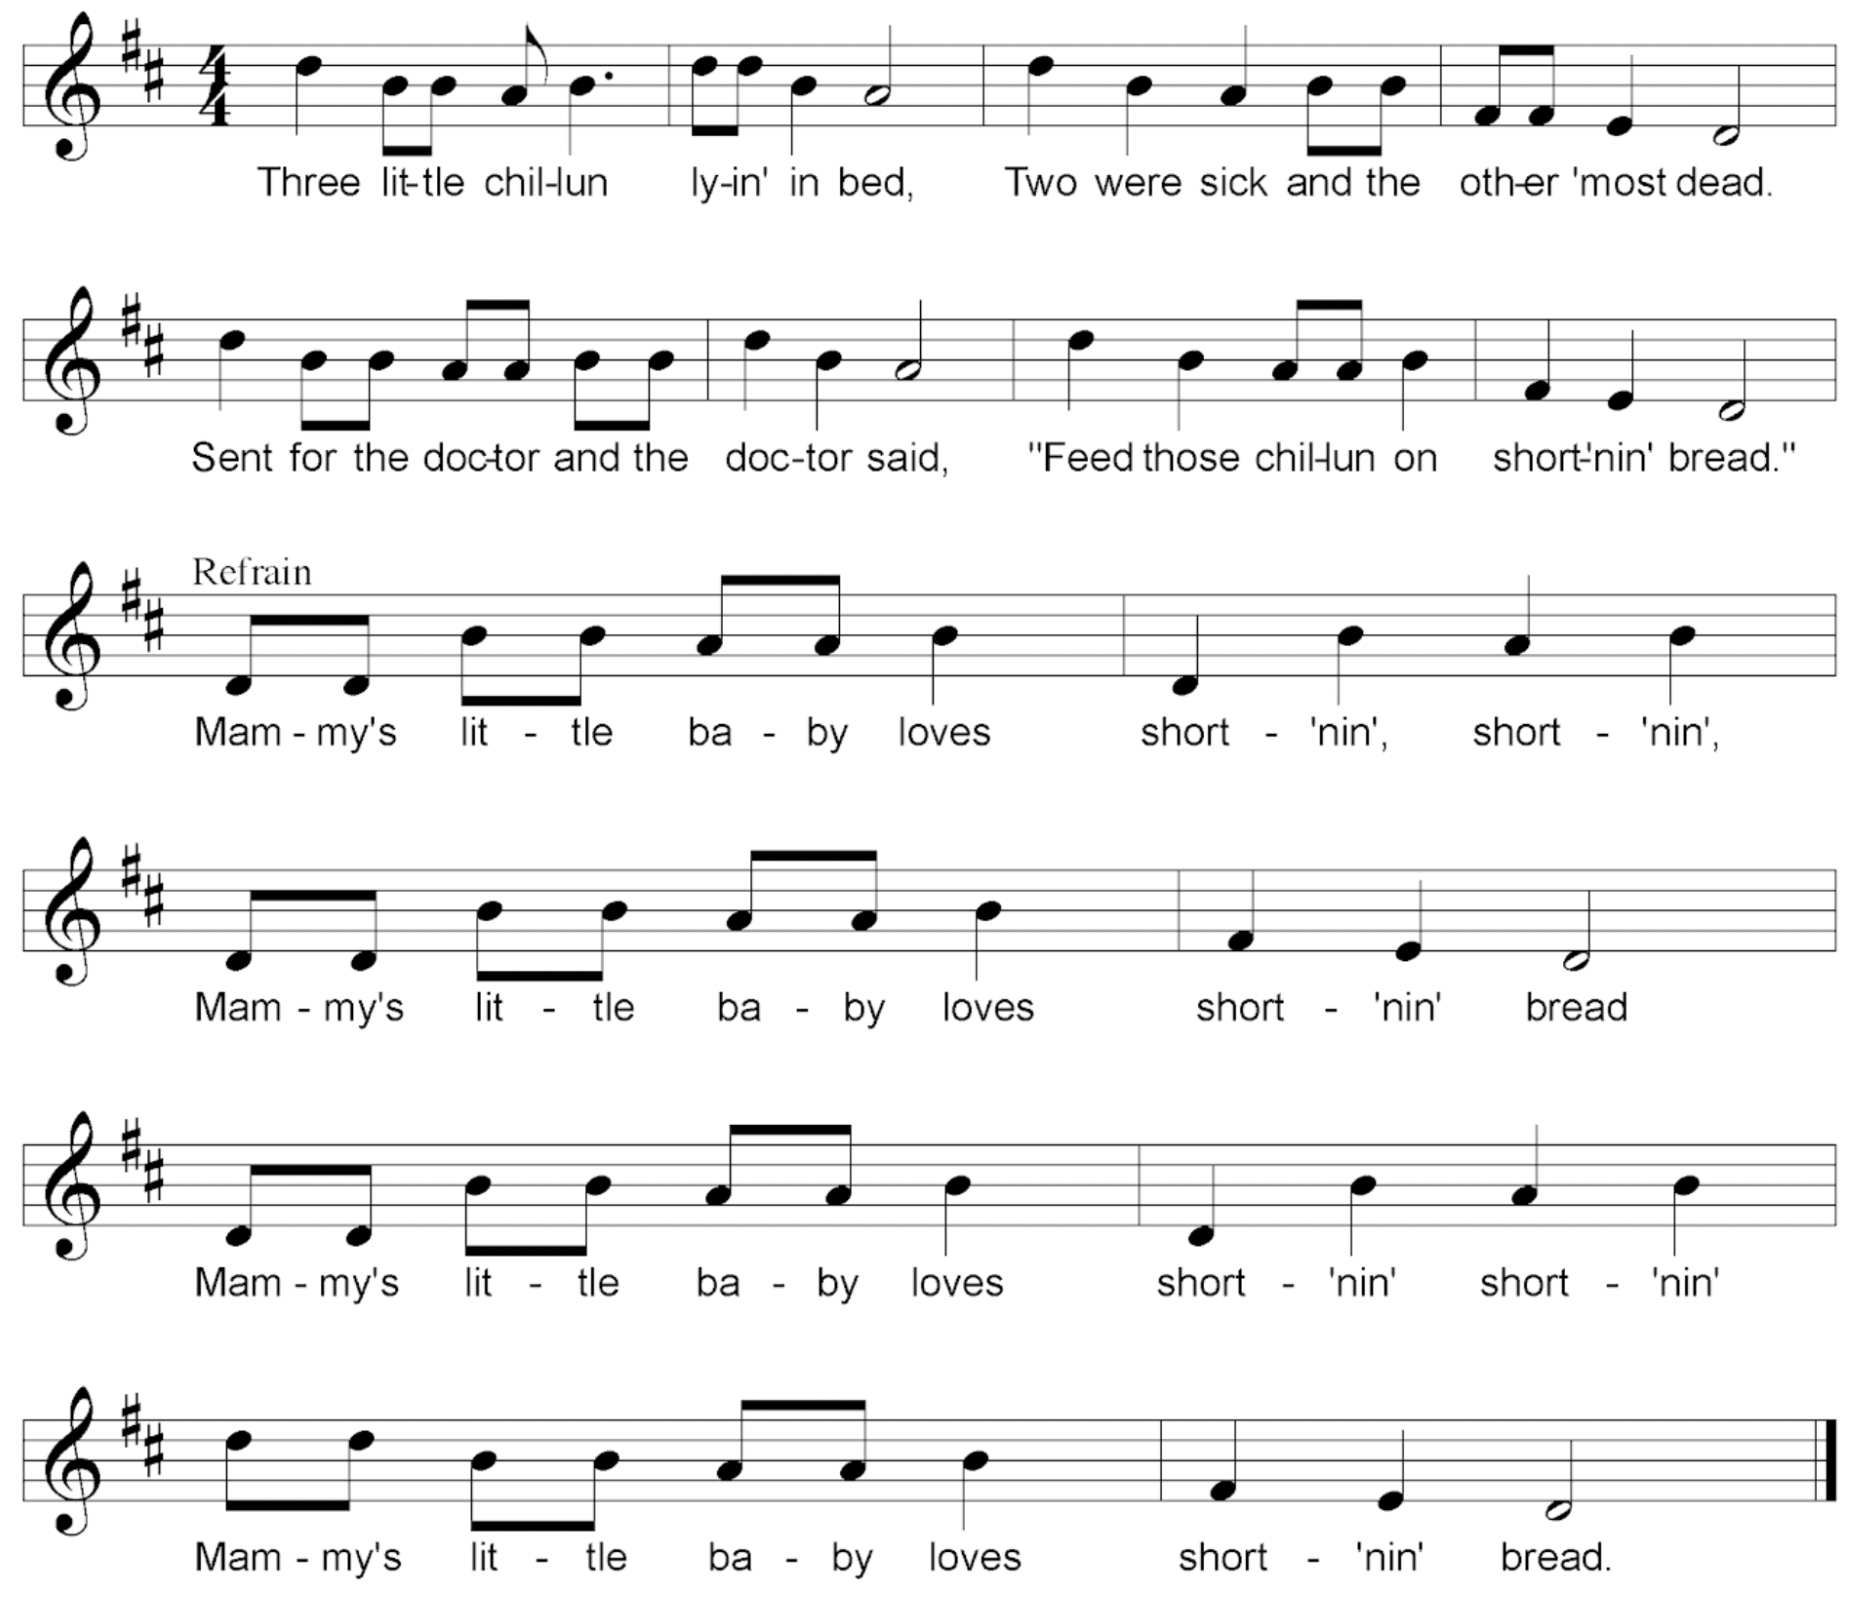 4
4
Three lit-tle chil-lun ly-in' in bed, Two were sick and the oth-er 'most dead.
Sent for the doc-tor and the doc-tor said, "Feed those chil-lun on short-'nin' bread."
Refrain
Mam - my's lit - tle ba - by loves short - 'nin', short - 'nin',
Mam - my's lit - tle ba - by loves short - 'nin' bread
Mam - my's lit - tle ba - by loves short - 'nin' short - 'nin'
Mam - my's lit - tle ba - by loves short - 'nin' bread.